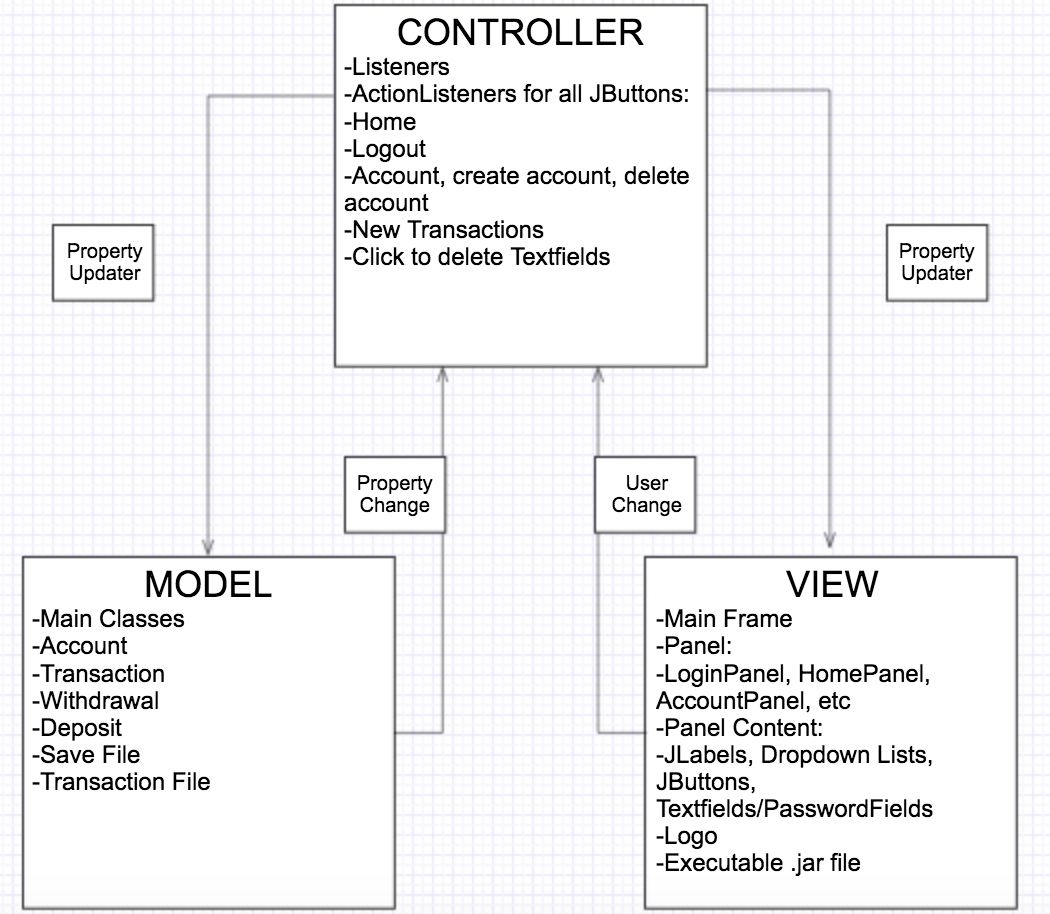 CONTROLLER
-Listeners
-ActionListeners for all JButtons:
-Home
-Logout
-Account, create account, delete
account
-New Transactions
-Click to delete Textfields
Property
Updater
Property
Updater
Property
Change
User
Change
MODEL
-Main Classes
-Account
-Transaction
-Withdrawal
-Deposit
-Save File
-Transaction File
VIEW
-Main Frame
-Panel:
-LoginPanel, HomePanel,
AccountPanel, etc
-Panel Content:
-JLabels, Dropdown Lists,
JButtons,
Textfields/PasswordFields
-Logo
-Executable .jar file